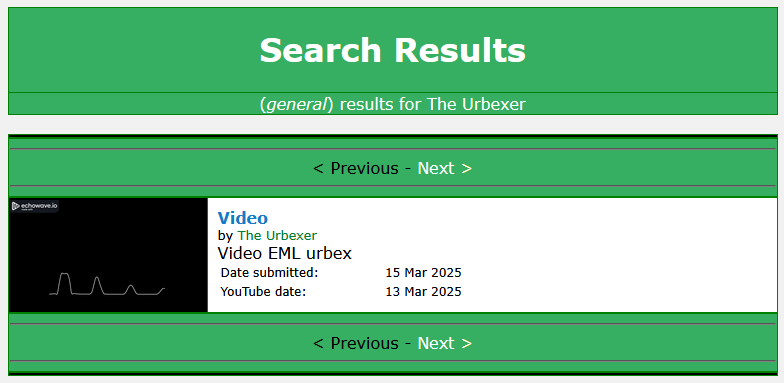 Search Results
(general) results for The Urbexer
< Previous - Next >
echowave.io
Video
by The Urbexer
Video EML urbex
Date submitted: 15 Mar 2025
YouTube date: 13 Mar 2025
< Previous - Next >